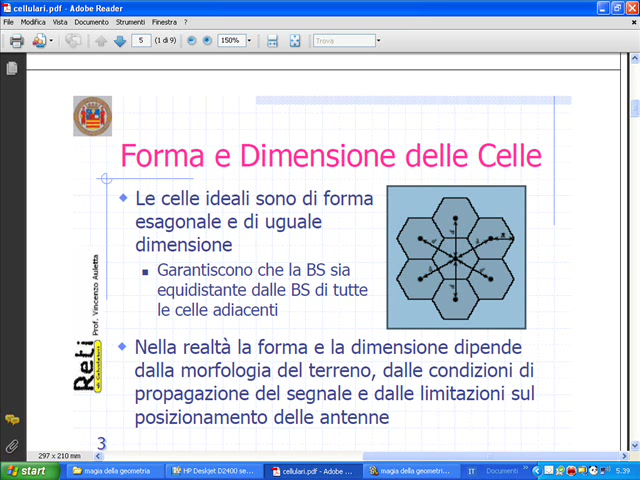 cellulari.pdf - Adobe Reader
File Modifica Vista Documento Strumenti Finestra ?
5 (1 di 9) 150% Trova
Forma e Dimensione delle Celle
Le celle ideali sono di forma
esagonale e di uguale
dimensione
Garantiscono che la BS sia
equidistante dalle BS di tutte
le celle adiacenti
Nella realtà la forma e la dimensione dipende
dalla morfologia del terreno, dalle condizioni di
propagazione del segnale e dalle limitazioni sul
posizionamento delle antenne
Reti
di Calcolatori
Prof. Vincenzo Auletta
3
297 x 210 mm
start magia della geometria HP Deskjet D2400 se... cellulari.pdf - Adobe ... magia della geometri... IT Documenti » 5.39